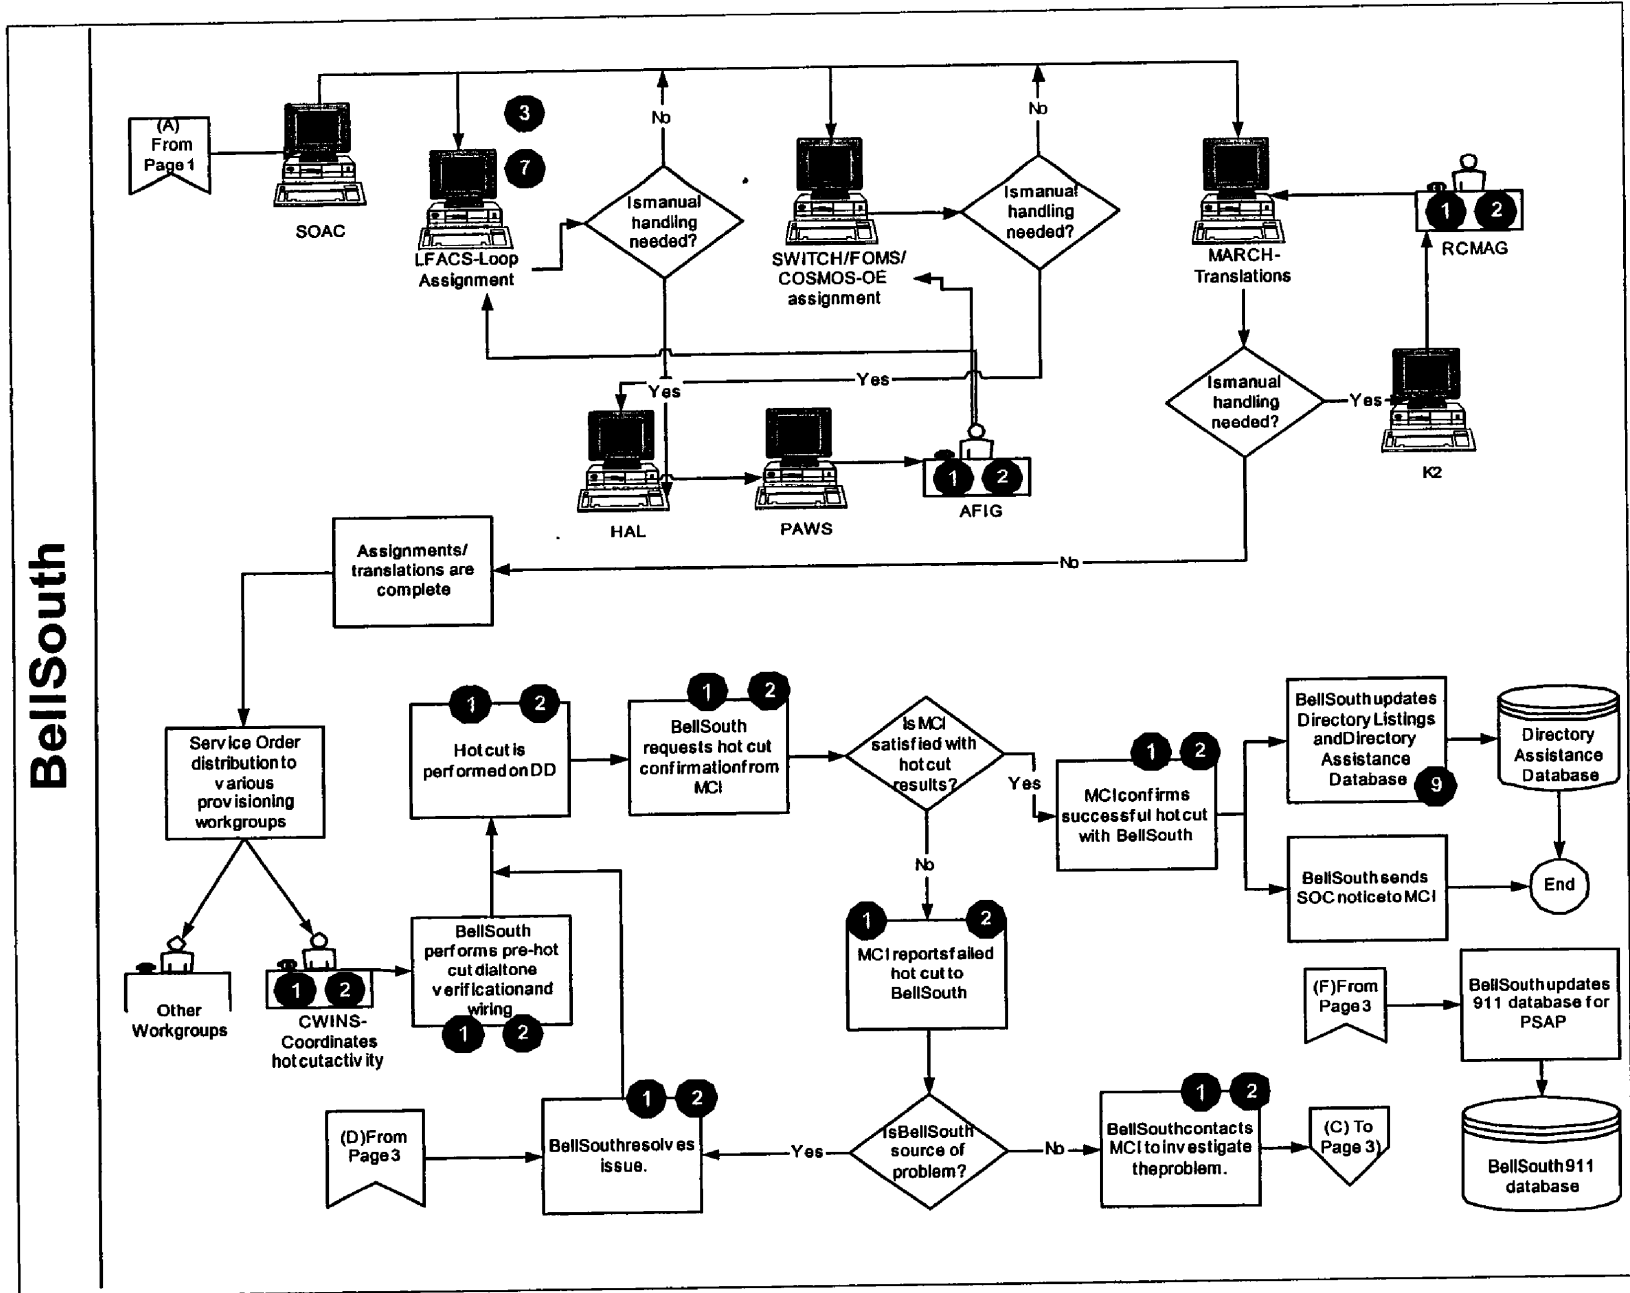 BellSouth
(A)
From
Page 1
SOAC
3
7
LFACS-Loop
Assignment
No
Is manual
handling
needed?
SWITCH/FOMS/
COSMOS-OE
assignment
No
Is manual
handling
needed?
MARCH-
Translations
1 2
RCMAG
Is manual
handling
needed?
Yes
K2
Yes
Yes
HAL
PAWS
1 2
AFIG
No
Assignments/
translations are
complete
Service Order
distribution to
various
provisioning
workgroups
Other
Workgroups
1 2
CWINS-
Coordinates
hot cut activity
BellSouth
performs pre-hot
cut dialtone
verification and
wiring
1 2
1 2
Hot cut is
performed on DD
1 2
BellSouth
requests hot cut
confirmation from
MCI
Is MCI
satisfied with
hot cut
results?
Yes
No
1 2
MCI confirms
successful hot cut
with BellSouth
BellSouth updates
Directory Listings
and Directory
Assistance
Database
9
Directory
Assistance
Database
BellSouth sends
SOC notice to MCI
End
1 2
MCI reports failed
hot cut to
BellSouth
(F) From
Page 3
BellSouth updates
911 database for
PSAP
BellSouth 911
database
(D) From
Page 3
1 2
BellSouth resolves
issue.
Yes
Is BellSouth
source of
problem?
No
1 2
BellSouth contacts
MCI to investigate
the problem.
(C) To
Page 3)